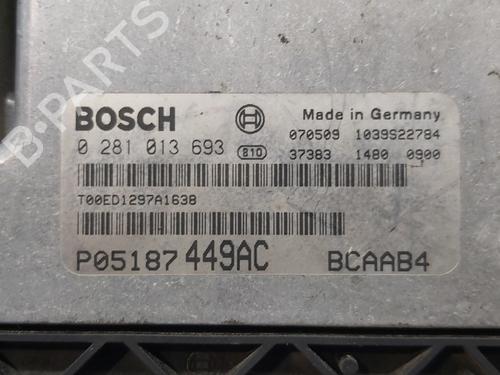 B-PARTS
BOSCH Made in Germany
0 281 013 693 810 070509 1039S22784
37383 1480 0900
T00ED1297A1638
P05187449AC BCAAB4